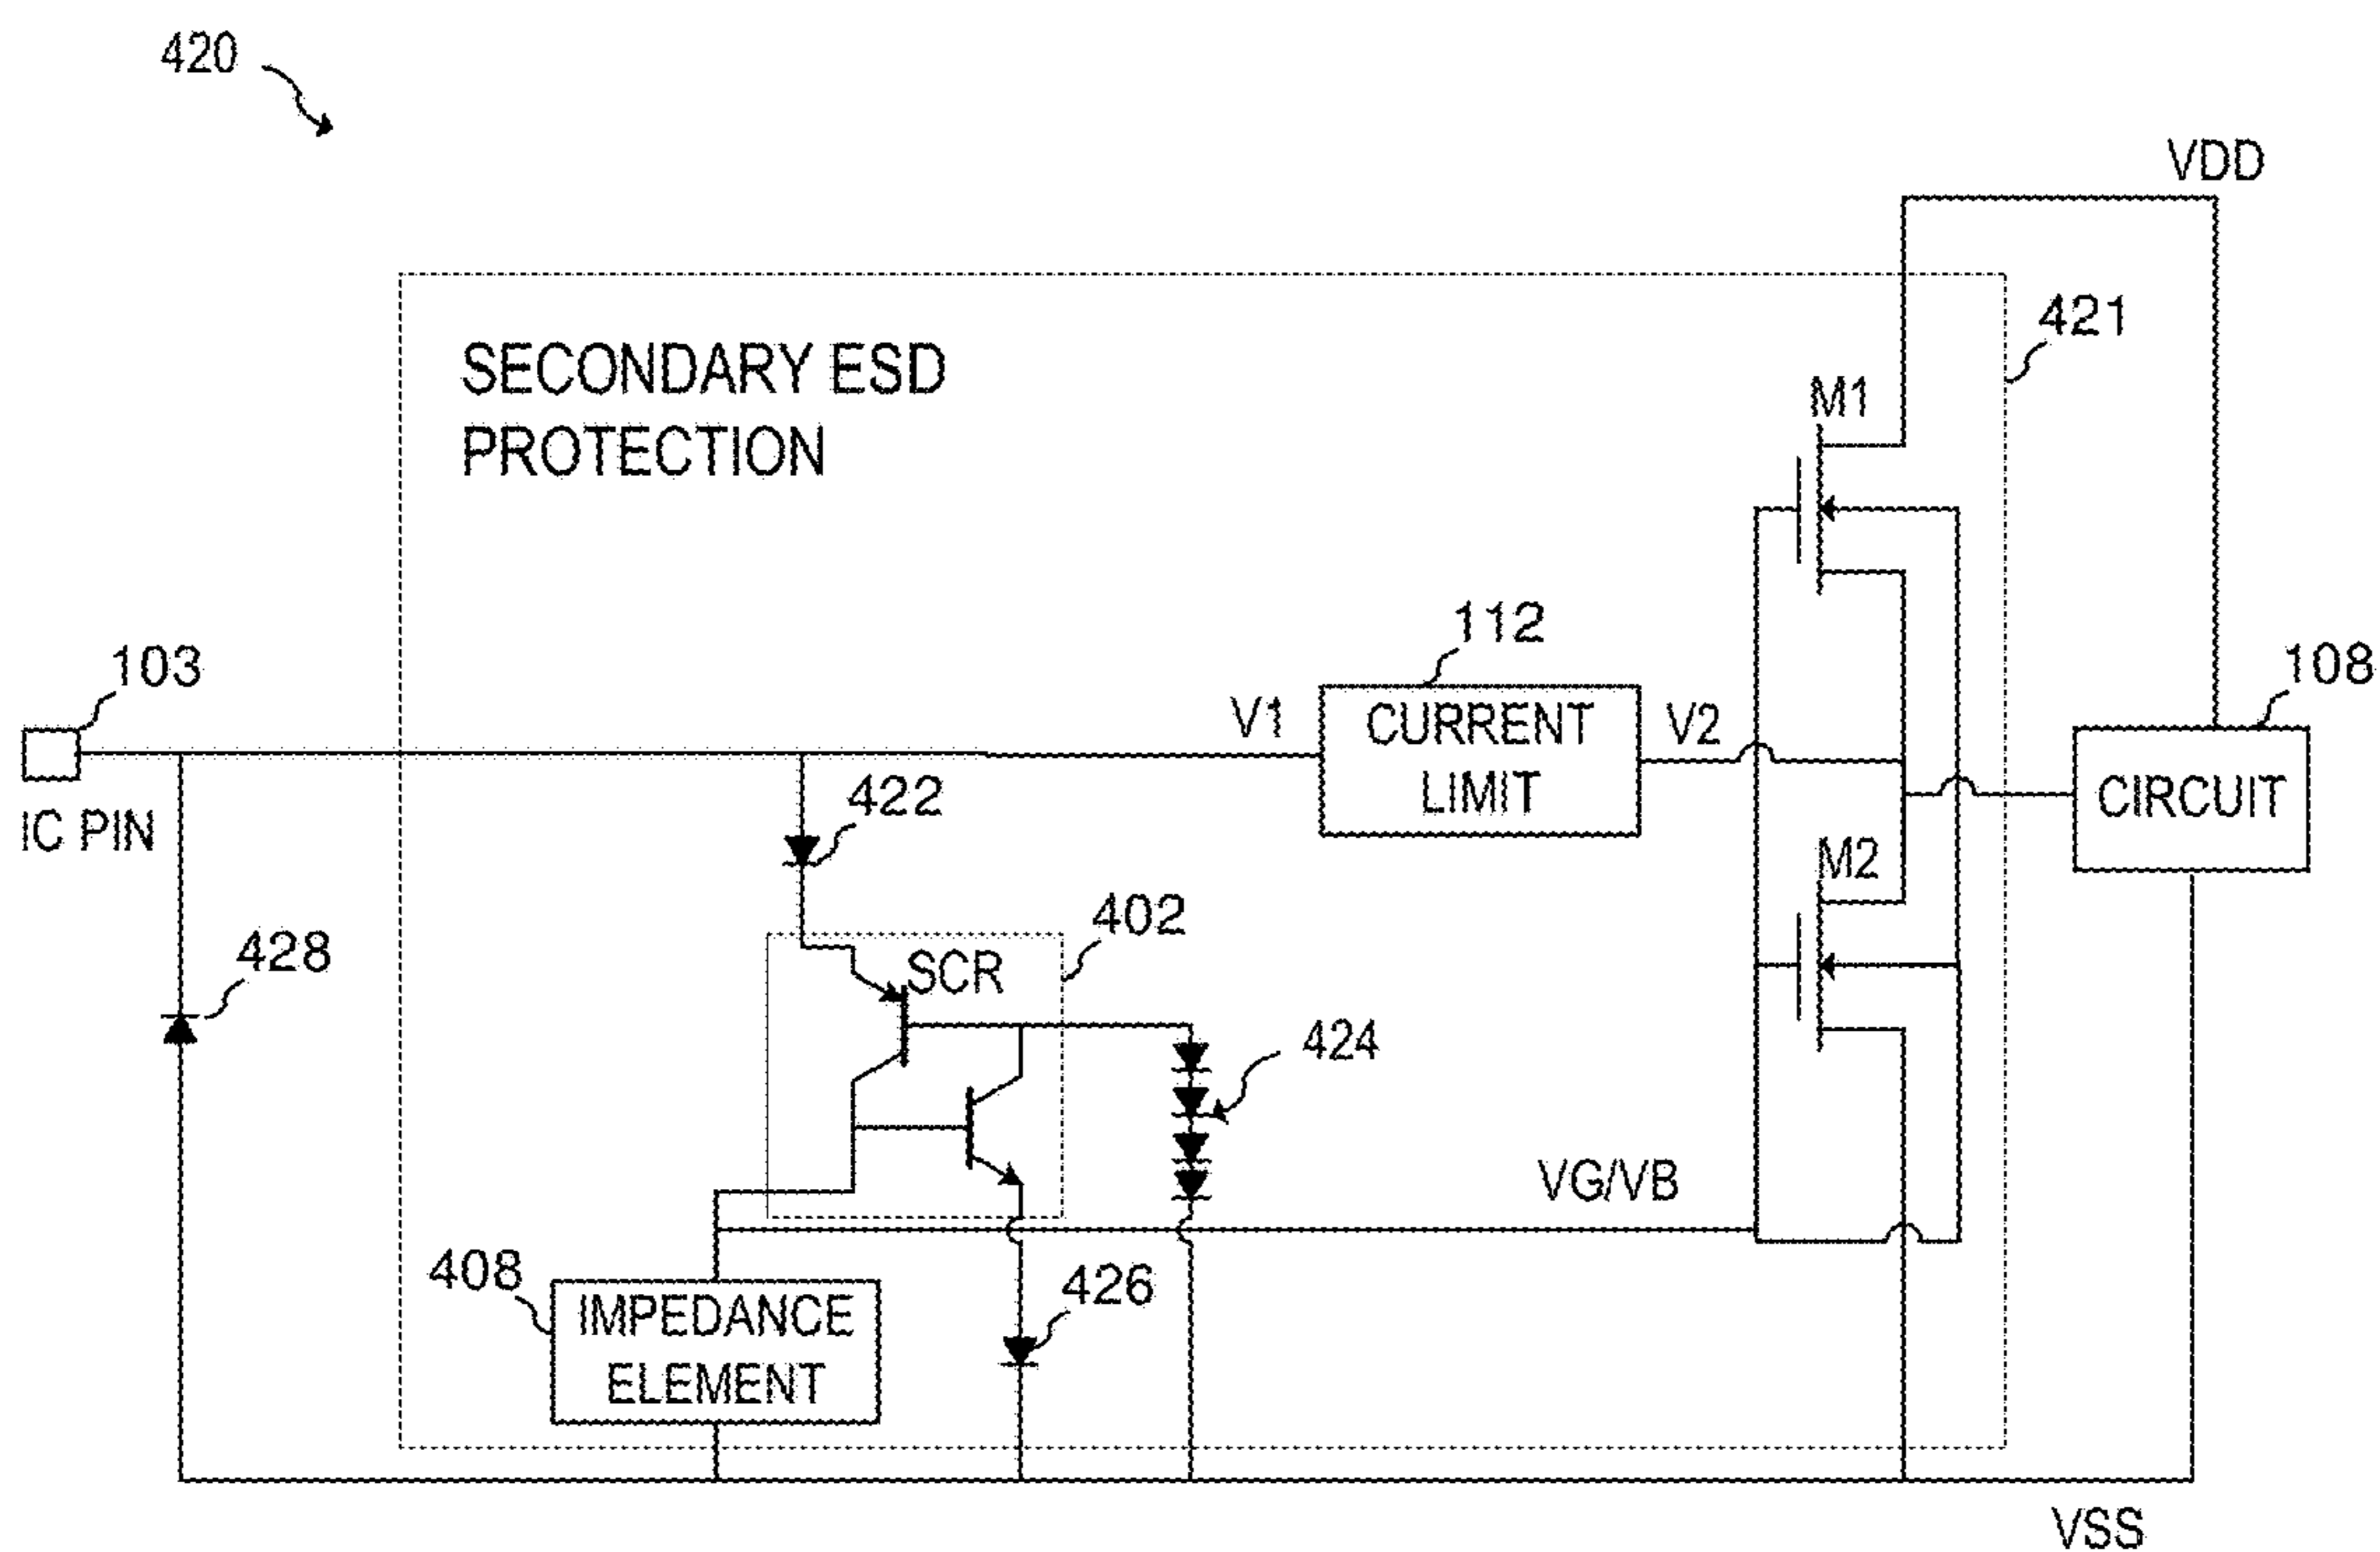 420
VDD
SECONDARY ESD
PROTECTION
421
M1
112
103
108
V1
CURRENT
LIMIT
V2
CIRCUIT
IC PIN
422
M2
402
428
SCR
424
VG/VB
408
IMPEDANCE
ELEMENT
426
VSS